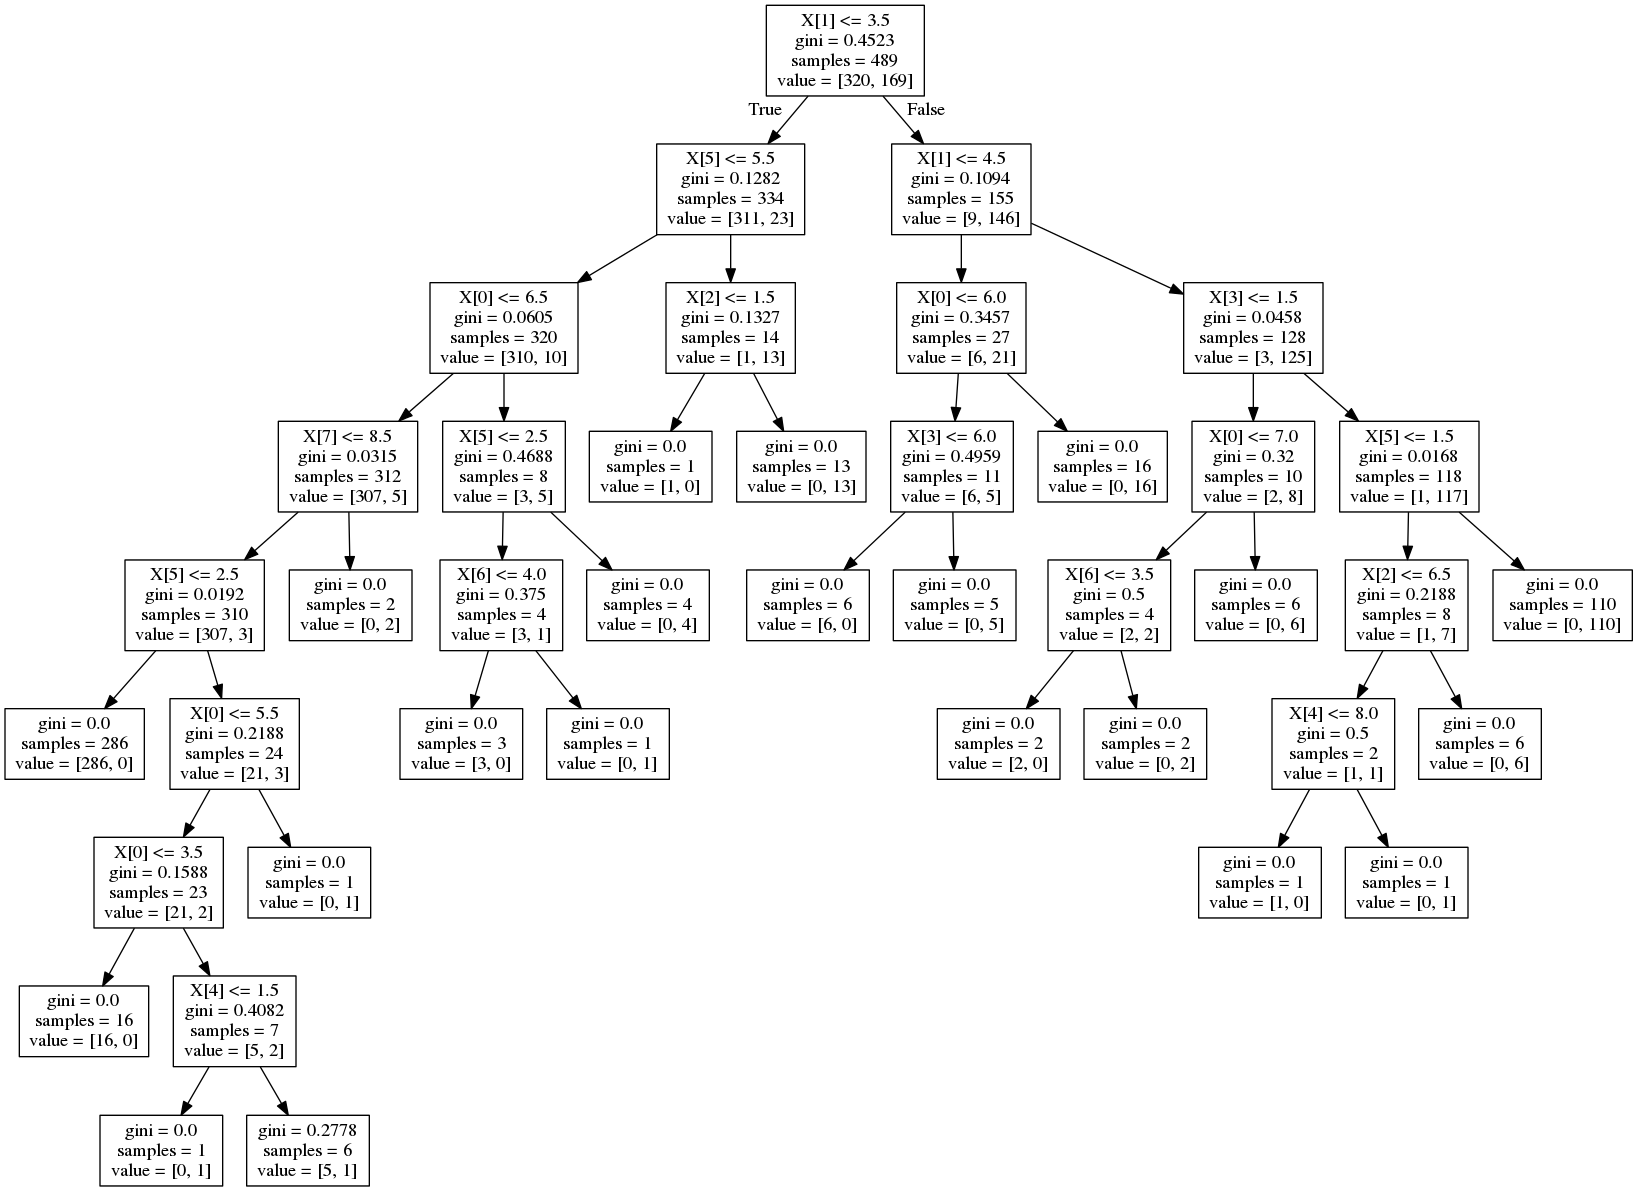 X[1] <= 3.5
gini = 0.4523
samples = 489
value = [320, 169]
True
False
X[5] <= 5.5
gini = 0.1282
samples = 334
value = [311, 23]
X[1] <= 4.5
gini = 0.1094
samples = 155
value = [9, 146]
X[0] <= 6.5
gini = 0.0605
samples = 320
value = [310, 10]
X[2] <= 1.5
gini = 0.1327
samples = 14
value = [1, 13]
X[0] <= 6.0
gini = 0.3457
samples = 27
value = [6, 21]
X[3] <= 1.5
gini = 0.0458
samples = 128
value = [3, 125]
X[7] <= 8.5
gini = 0.0315
samples = 312
value = [307, 5]
X[5] <= 2.5
gini = 0.4688
samples = 8
value = [3, 5]
gini = 0.0
samples = 1
value = [1, 0]
gini = 0.0
samples = 13
value = [0, 13]
X[3] <= 6.0
gini = 0.4959
samples = 11
value = [6, 5]
gini = 0.0
samples = 16
value = [0, 16]
X[0] <= 7.0
gini = 0.32
samples = 10
value = [2, 8]
X[5] <= 1.5
gini = 0.0168
samples = 118
value = [1, 117]
X[5] <= 2.5
gini = 0.0192
samples = 310
value = [307, 3]
gini = 0.0
samples = 2
value = [0, 2]
X[6] <= 4.0
gini = 0.375
samples = 4
value = [3, 1]
gini = 0.0
samples = 4
value = [0, 4]
gini = 0.0
samples = 6
value = [6, 0]
gini = 0.0
samples = 5
value = [0, 5]
X[6] <= 3.5
gini = 0.5
samples = 4
value = [2, 2]
gini = 0.0
samples = 6
value = [0, 6]
X[2] <= 6.5
gini = 0.2188
samples = 8
value = [1, 7]
gini = 0.0
samples = 110
value = [0, 110]
gini = 0.0
samples = 286
value = [286, 0]
X[0] <= 5.5
gini = 0.2188
samples = 24
value = [21, 3]
gini = 0.0
samples = 3
value = [3, 0]
gini = 0.0
samples = 1
value = [0, 1]
gini = 0.0
samples = 2
value = [2, 0]
gini = 0.0
samples = 2
value = [0, 2]
X[4] <= 8.0
gini = 0.5
samples = 2
value = [1, 1]
gini = 0.0
samples = 6
value = [0, 6]
X[0] <= 3.5
gini = 0.1588
samples = 23
value = [21, 2]
gini = 0.0
samples = 1
value = [0, 1]
gini = 0.0
samples = 1
value = [1, 0]
gini = 0.0
samples = 1
value = [0, 1]
gini = 0.0
samples = 16
value = [16, 0]
X[4] <= 1.5
gini = 0.4082
samples = 7
value = [5, 2]
gini = 0.0
samples = 1
value = [0, 1]
gini = 0.2778
samples = 6
value = [5, 1]